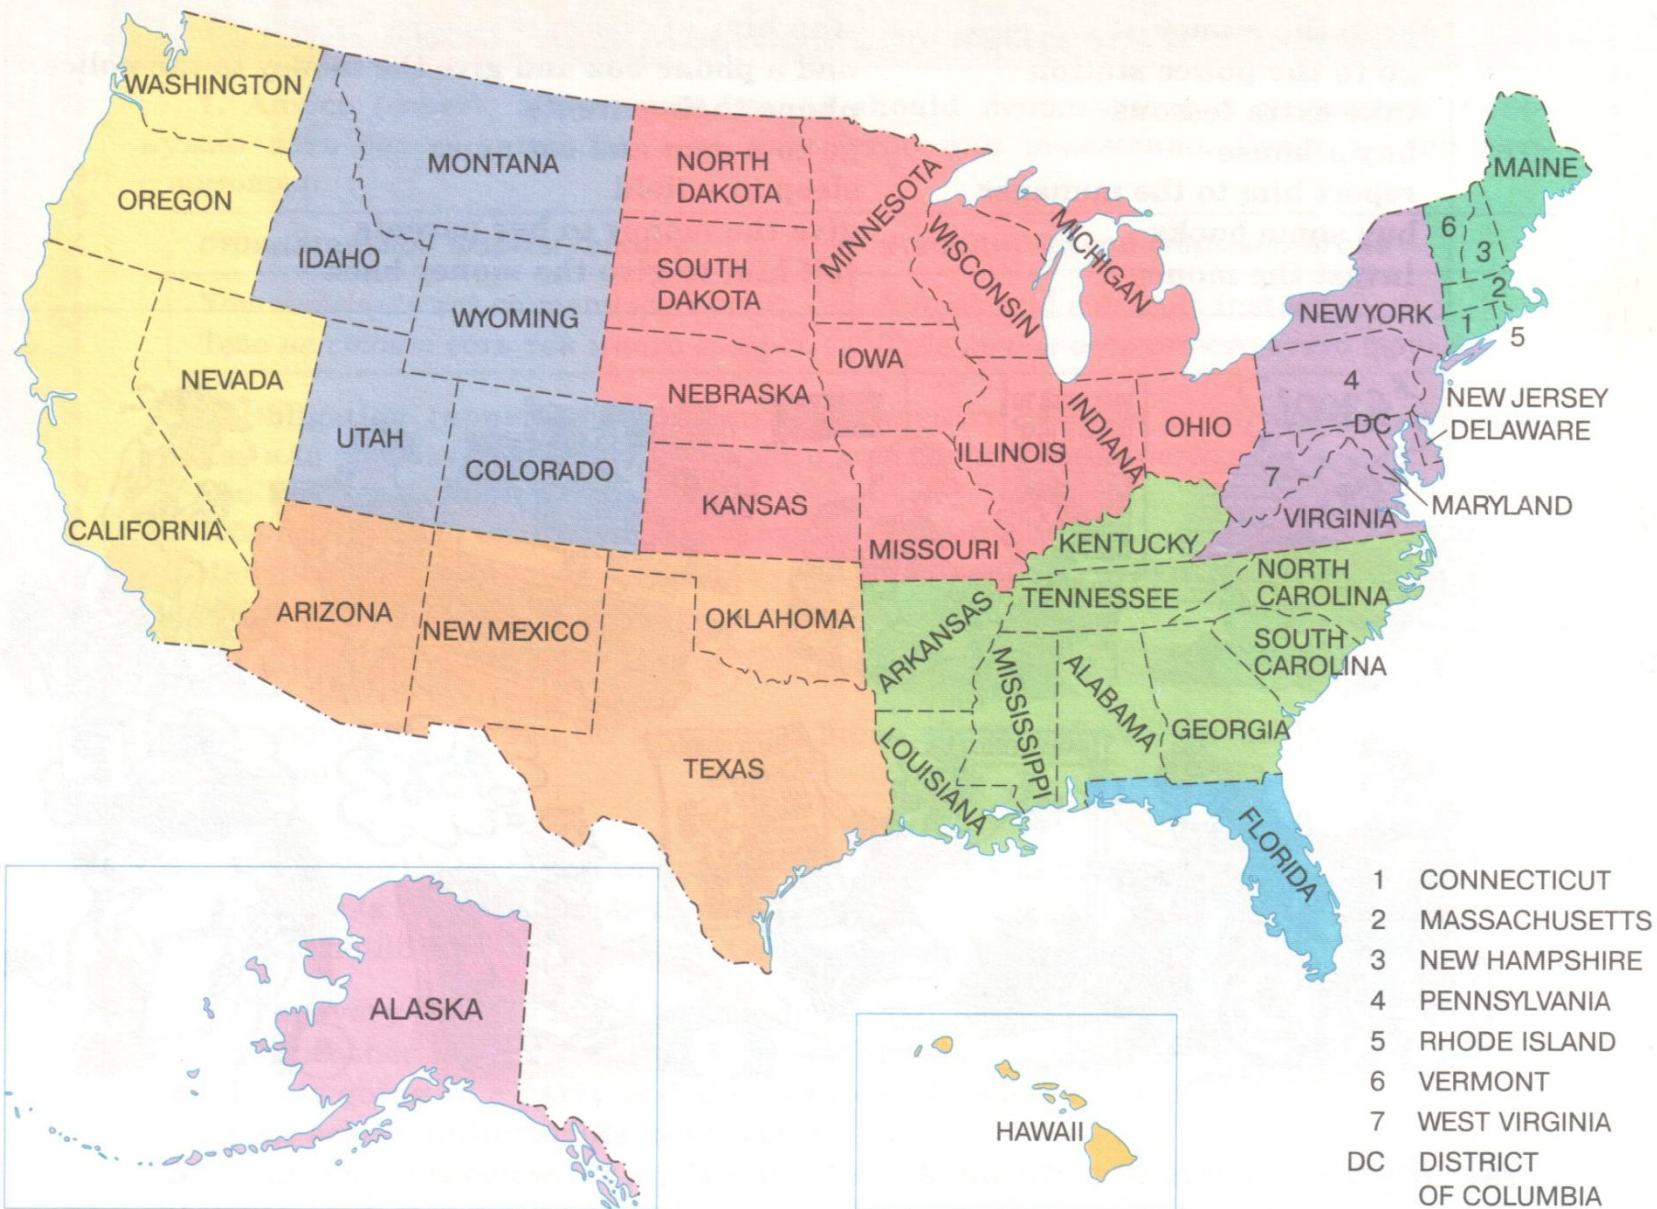 WASHINGTON
OREGON
CALIFORNIA
NEVADA
IDAHO
MONTANA
WYOMING
UTAH
COLORADO
ARIZONA
NEW MEXICO
TEXAS
OKLAHOMA
NORTH
DAKOTA
SOUTH
DAKOTA
NEBRASKA
KANSAS
MINNESOTA
IOWA
MISSOURI
WISCONSIN
ILLINOIS
MICHIGAN
INDIANA
OHIO
KENTUCKY
TENNESSEE
ARKANSAS
LOUISIANA
MISSISSIPPI
ALABAMA
GEORGIA
FLORIDA
NORTH
CAROLINA
SOUTH
CAROLINA
VIRGINIA
7
DC
4
NEW YORK
MAINE
6
3
2
1
5
NEW JERSEY
DELAWARE
MARYLAND
ALASKA
HAWAII
1 CONNECTICUT
2 MASSACHUSETTS
3 NEW HAMPSHIRE
4 PENNSYLVANIA
5 RHODE ISLAND
6 VERMONT
7 WEST VIRGINIA
DC DISTRICT
OF COLUMBIA